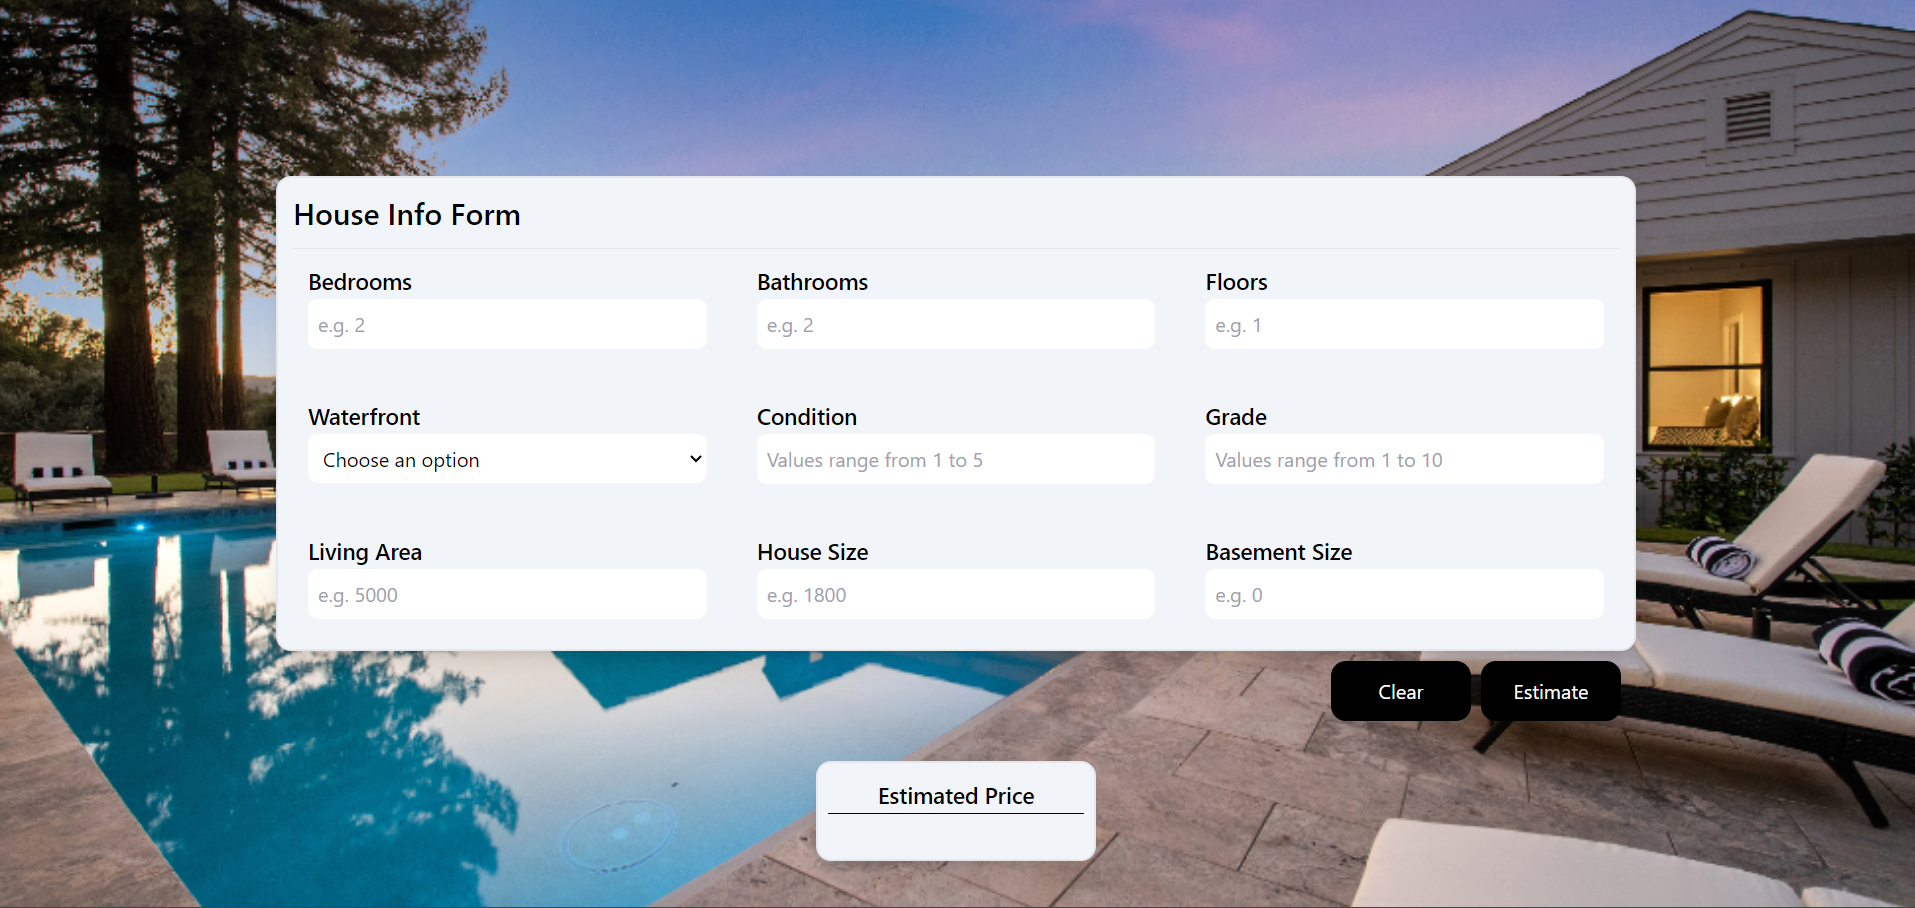 House Info Form
Bedrooms
Bathrooms
Floors
e.g. 2
e.g. 2
e.g. 1
Waterfront
Condition
Grade
Choose an option
Values range from 1 to 5
Values range from 1 to 10
Living Area
House Size
Basement Size
e.g. 5000
e.g. 1800
e.g. 0
Clear
Estimate
Estimated Price